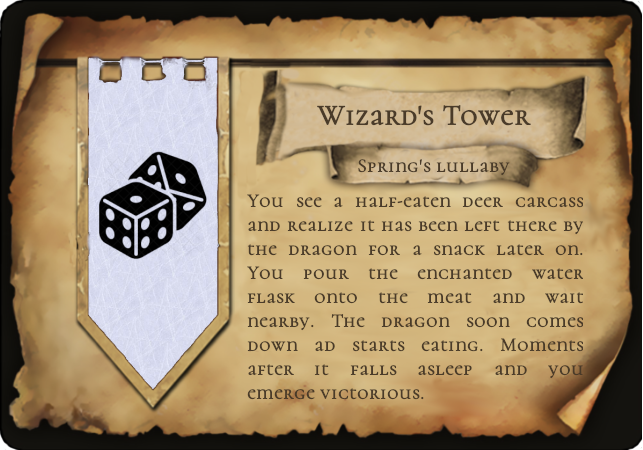 Wizard's Tower
Spring's lullaby
You see a half-eaten deer carcass
and realize it has been left there by
the dragon for a snack later on.
You pour the enchanted water
flask onto the meat and wait
nearby. The dragon soon comes
down ad starts eating. Moments
after it falls asleep and you
emerge victorious.